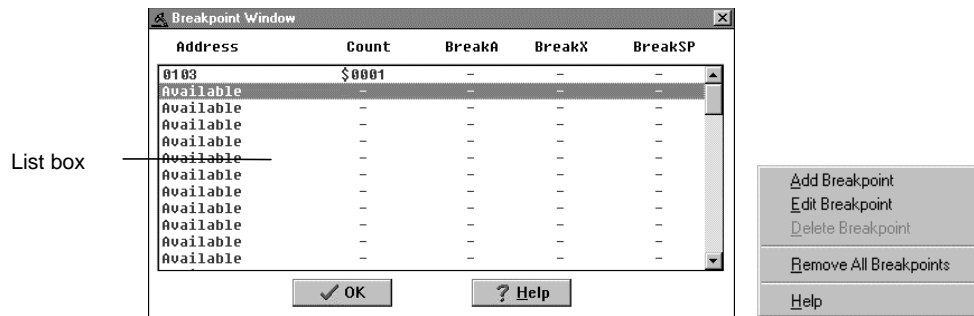 Breakpoint Window
Address Count BreakA BreakX BreakSP
0103 $0001 - - -
Available - - - -
Available - - - -
Available - - - -
Available - - - -
Available - - - -
Available - - - -
Available - - - -
Available - - - -
Available - - - -
Available - - - -
Available - - - -
OK Help
List box
Add Breakpoint
Edit Breakpoint
Delete Breakpoint
Remove All Breakpoints
Help